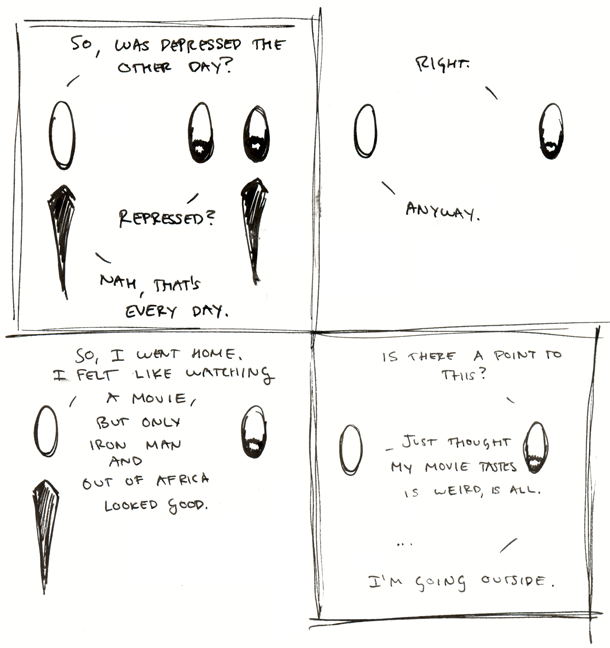 SO, WAS DEPRESSED THE
OTHER DAY?
REPRESSED?
NAH, THAT'S
EVERY DAY.
RIGHT.
ANYWAY.
SO, I WENT HOME.
I FELT LIKE WATCHING
A MOVIE,
BUT ONLY
IRON MAN
AND
OUT OF AFRICA
LOOKED GOOD.
IS THERE A POINT TO
THIS?
JUST THOUGHT
MY MOVIE TASTES
IS WEIRD, IS ALL.
...
I'M GOING OUTSIDE.